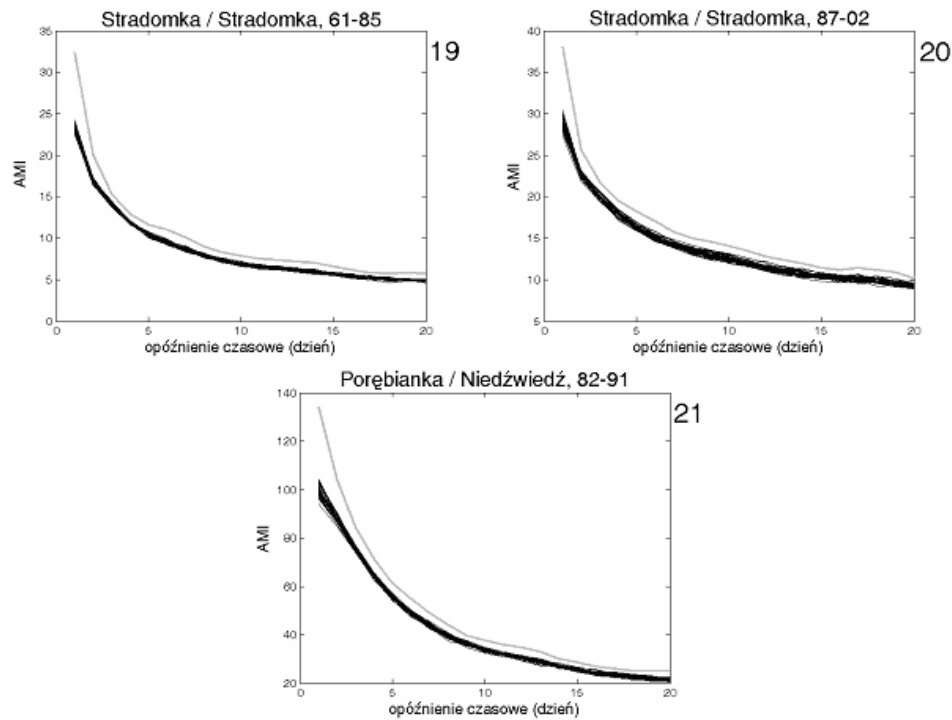 Stradomka / Stradomka, 61-85
19
35
30
25
20
15
10
5
0
AMI
0 5 10 15 20
opóźnienie czasowe (dzień)
Stradomka / Stradomka, 87-02
20
40
35
30
25
20
15
10
5
AMI
0 5 10 15 20
opóźnienie czasowe (dzień)
Porębianka / Niedźwiedź, 82-91
21
140
120
100
80
60
40
20
AMI
0 5 10 15 20
opóźnienie czasowe (dzień)